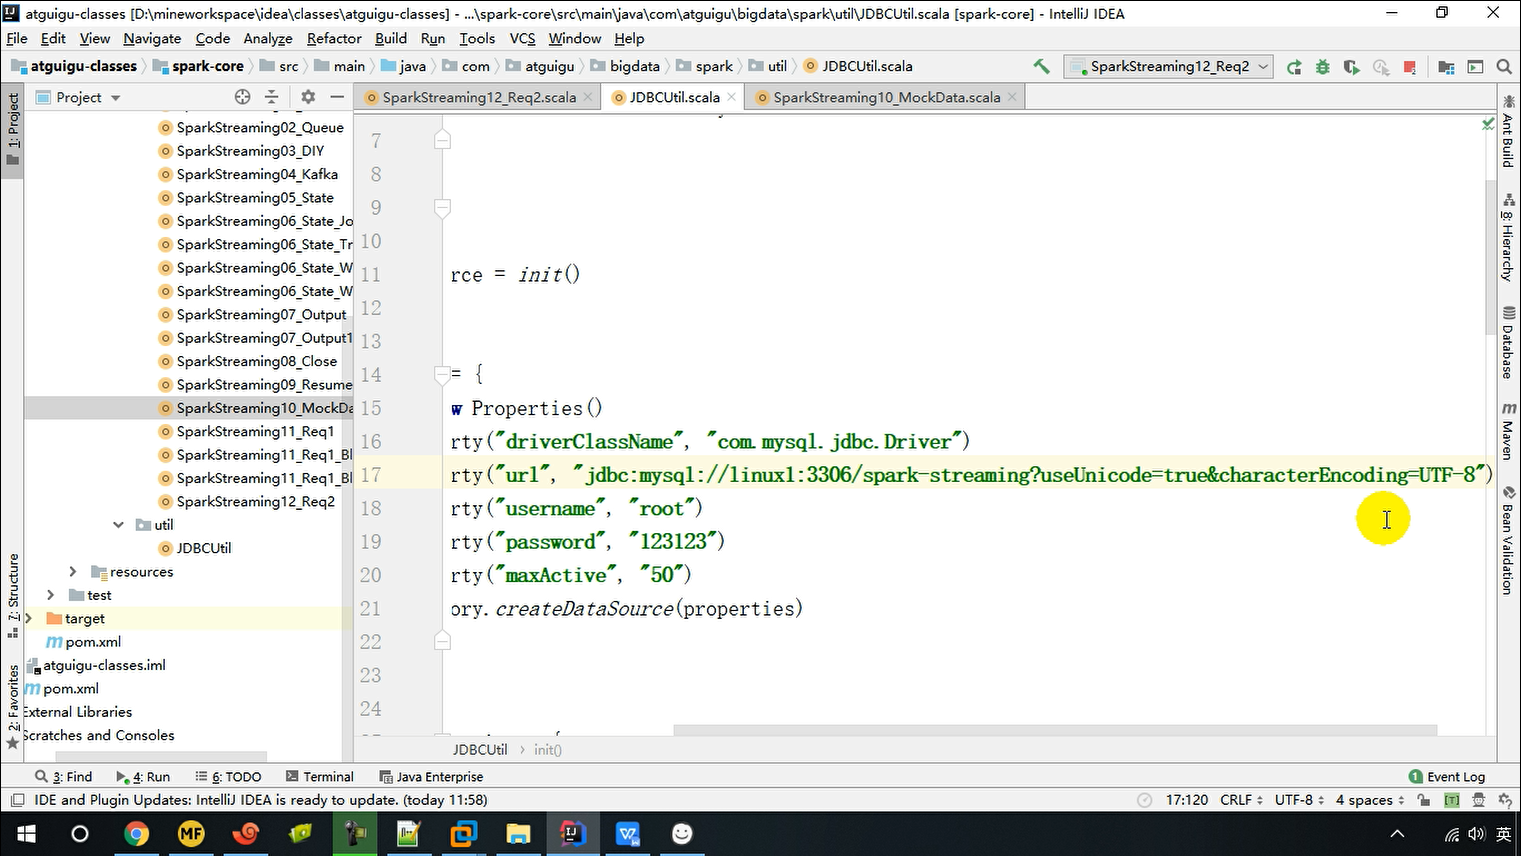 atguigu-classes [D:\mineworkspace\idea\classes\atguigu-classes] - ...\spark-core\src\main\java\com\atguigu\bigdata\spark\util\JDBCUtil.scala [spark-core] - IntelliJ IDEA
File Edit View Navigate Code Analyze Refactor Build Run Tools VCS Window Help
atguigu-classes spark-core src main java com atguigu bigdata spark util JDBCUtil.scala SparkStreaming12_Req2
Project SparkStreaming12_Req2.scala JDBCUtil.scala SparkStreaming10_MockData.scala
1: Project
7: Structure
2: Favorites
SparkStreaming02_Queue
SparkStreaming03_DIY
SparkStreaming04_Kafka
SparkStreaming05_State
SparkStreaming06_State_Jo
SparkStreaming06_State_Tr
SparkStreaming06_State_W
SparkStreaming06_State_W
SparkStreaming07_Output
SparkStreaming07_Output1
SparkStreaming08_Close
SparkStreaming09_Resume
SparkStreaming10_MockDa
SparkStreaming11_Req1
SparkStreaming11_Req1_Bl
SparkStreaming11_Req1_Bl
SparkStreaming12_Req2
util
JDBCUtil
resources
test
target
pom.xml
atguigu-classes.iml
pom.xml
External Libraries
Scratches and Consoles
7
8
9
10
11 rce = init()
12
13
14 = {
15 w Properties()
16 rty("driverClassName", "com.mysql.jdbc.Driver")
17 rty("url", "jdbc:mysql://linux1:3306/spark-streaming?useUnicode=true&characterEncoding=UTF-8")
18 rty("username", "root")
19 rty("password", "123123")
20 rty("maxActive", "50")
21 ory.createDataSource(properties)
22
23
24
JDBCUtil init()
Ant Build
8: Hierarchy
Database
Maven
Bean Validation
3: Find 4: Run 6: TODO Terminal Java Enterprise 1 Event Log
IDE and Plugin Updates: IntelliJ IDEA is ready to update. (today 11:58) 17:120 CRLF UTF-8 4 spaces [T]
MF 英